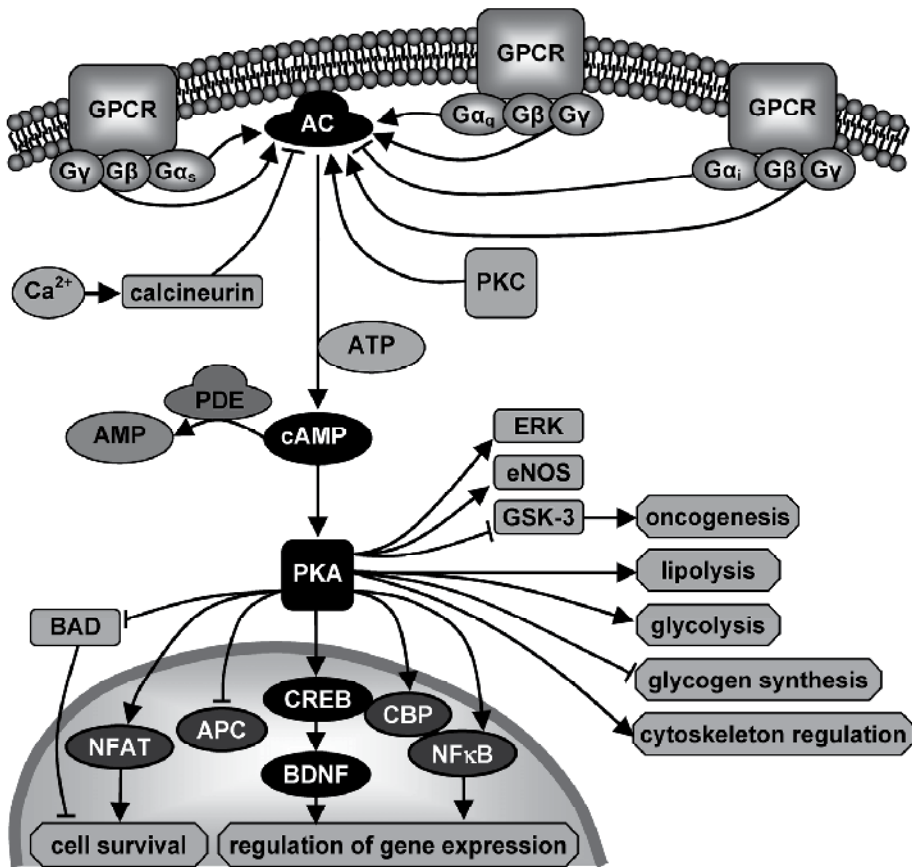 GPCR
GPCR
GPCR
AC
Gαq Gβ Gγ
Gγ Gβ Gαs
Gαi Gβ Gγ
Ca²⁺
calcineurin
PKC
ATP
PDE
AMP
cAMP
ERK
eNOS
GSK-3
oncogenesis
PKA
lipolysis
BAD
glycolysis
glycogen synthesis
CREB
CBP
APC
NFAT
NFκB
cytoskeleton regulation
BDNF
cell survival
regulation of gene expression